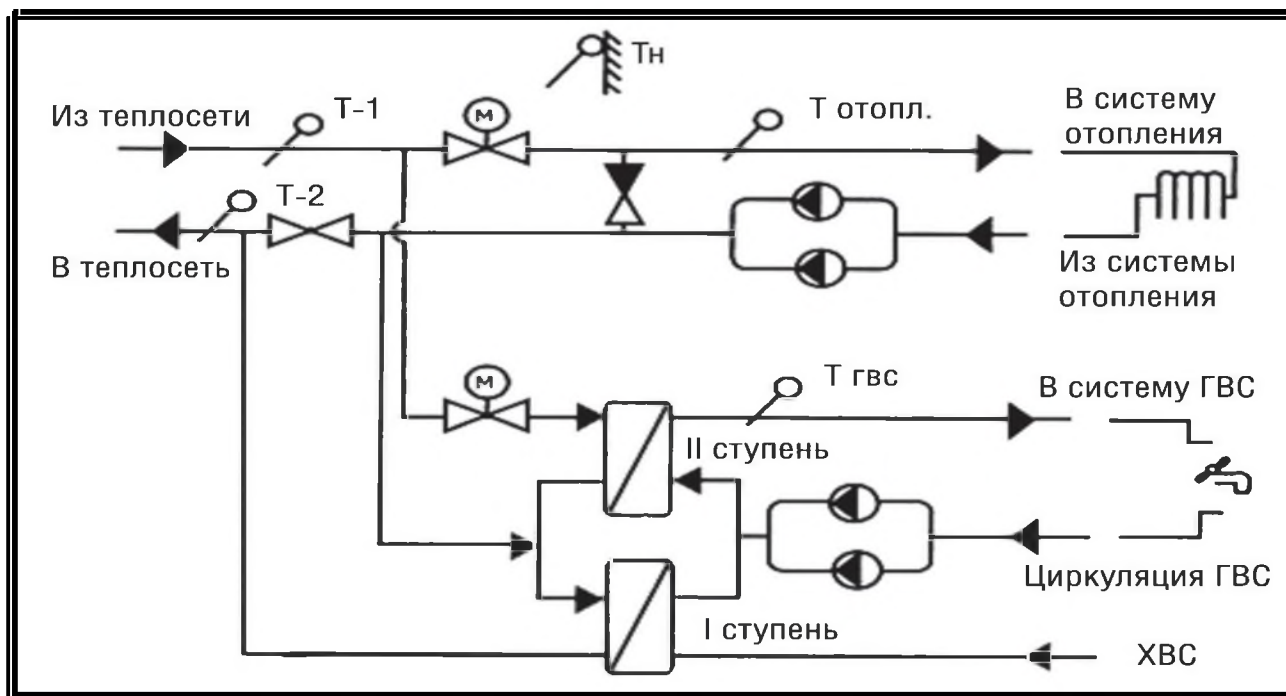 Тн
Из теплосети
Т-1
М
Т отопл.
В систему
отопления
Т-2
В теплосеть
Из системы
отопления
М
Т гвс
В систему ГВС
II ступень
Циркуляция ГВС
I ступень
ХВС